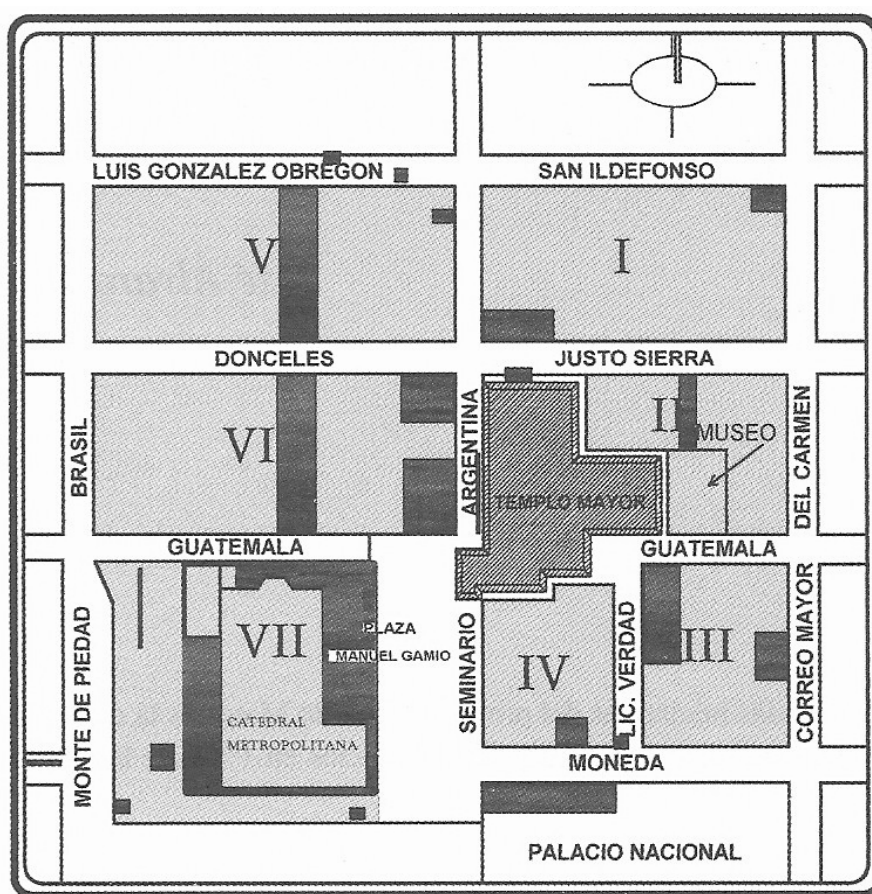 LUIS GONZALEZ OBREGON
SAN ILDEFONSO
V
I
DONCELES
JUSTO SIERRA
BRASIL
VI
ARGENTINA
II
MUSEO
TEMPLO MAYOR
DEL CARMEN
GUATEMALA
GUATEMALA
MONTE DE PIEDAD
VII
PLAZA
MANUEL GAMIO
CATEDRAL
METROPOLITANA
SEMINARIO
IV
LIC. VERDAD
III
CORREO MAYOR
MONEDA
PALACIO NACIONAL